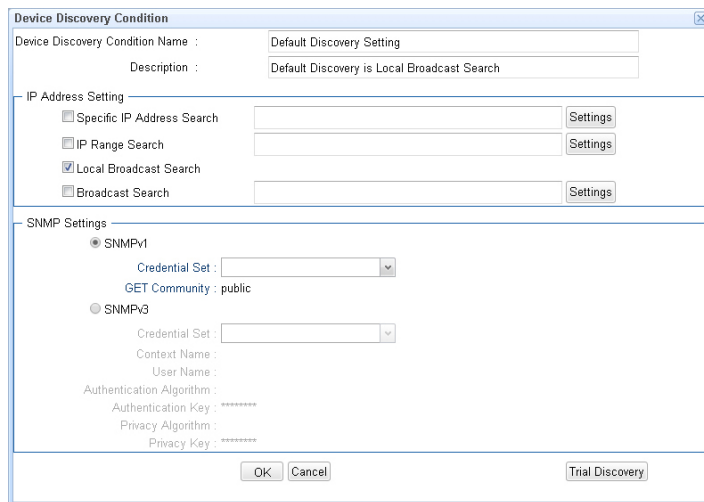 Device Discovery Condition
Device Discovery Condition Name : Default Discovery Setting
Description : Default Discovery is Local Broadcast Search
IP Address Setting
Specific IP Address Search Settings
IP Range Search Settings
Local Broadcast Search
Broadcast Search Settings
SNMP Settings
SNMPv1
Credential Set :
GET Community : public
SNMPv3
Credential Set :
Context Name :
User Name :
Authentication Algorithm :
Authentication Key : ********
Privacy Algorithm :
Privacy Key : ********
OK Cancel Trial Discovery